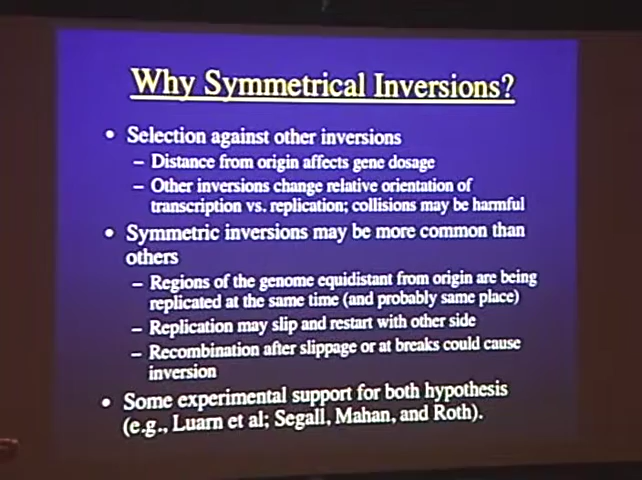 Why Symmetrical Inversions?
• Selection against other inversions
– Distance from origin affects gene dosage
– Other inversions change relative orientation of
transcription vs. replication; collisions may be harmful
• Symmetric inversions may be more common than
others
– Regions of the genome equidistant from origin are being
replicated at the same time (and probably same place)
– Replication may slip and restart with other side
– Recombination after slippage or at breaks could cause
inversion
• Some experimental support for both hypothesis
(e.g., Luarn et al; Segall, Mahan, and Roth).